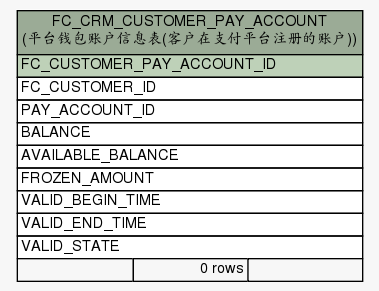 FC_CRM_CUSTOMER_PAY_ACCOUNT
(平台钱包账户信息表(客户在支付平台注册的账户))
FC_CUSTOMER_PAY_ACCOUNT_ID
FC_CUSTOMER_ID
PAY_ACCOUNT_ID
BALANCE
AVAILABLE_BALANCE
FROZEN_AMOUNT
VALID_BEGIN_TIME
VALID_END_TIME
VALID_STATE
0 rows